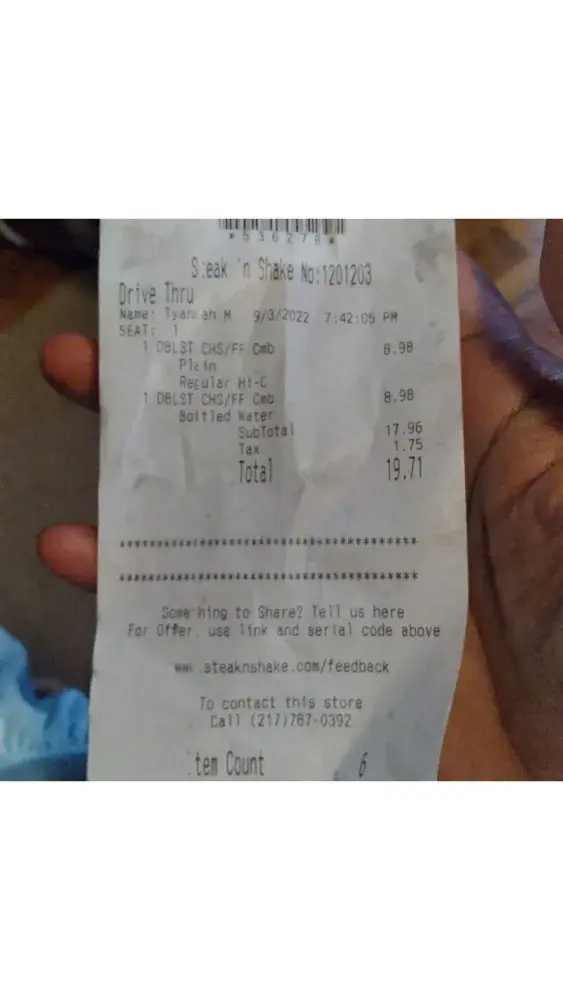 *536278*
Steak 'n Shake No:1201203
Drive Thru
Name: Tyannah M 9/3/2022 7:42:05 PM
SEAT: 1
1 DBLST CHS/FF Cmb 8.98
Plain
Regular Hi-C
1 DBLST CHS/FF Cmb 8.98
Bottled Water
SubTotal 17.96
Tax 1.75
Total 19.71
****************************************
****************************************
Something to Share? Tell us here
For Offer, use link and serial code above
www.steaknshake.com/feedback
To contact this store
Call (217)787-0392
Item Count 6